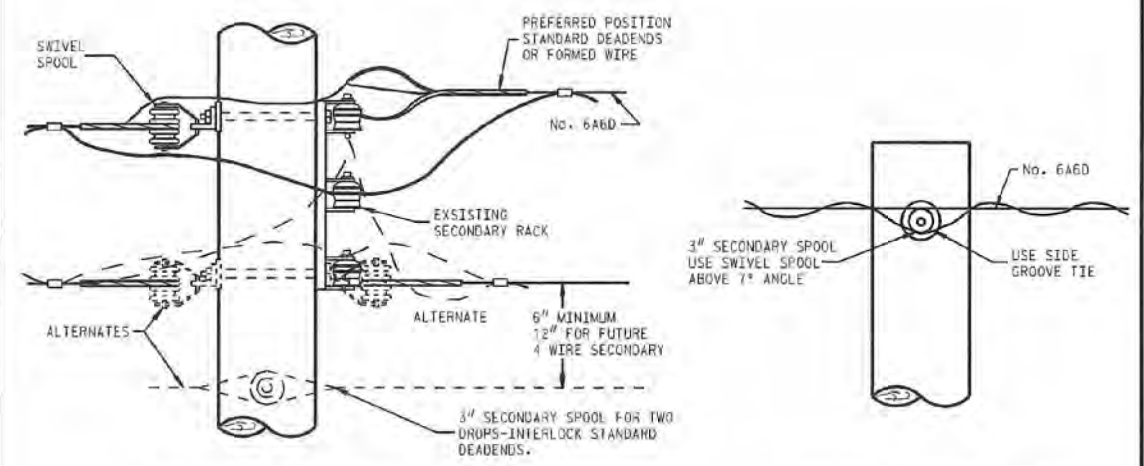 SWIVEL
SPOOL
PREFERRED POSITION
STANDARD DEADENDS
OR FORMED WIRE
No. 6A6D
EXSISTING
SECONDARY RACK
ALTERNATES
ALTERNATE
6" MINIMUM
12" FOR FUTURE
4 WIRE SECONDARY
3" SECONDARY SPOOL FOR TWO
DROPS-INTERLOCK STANDARD
DEADENDS.
No. 6A6D
3" SECONDARY SPOOL
USE SWIVEL SPOOL
ABOVE 7° ANGLE
USE SIDE
GROOVE TIE